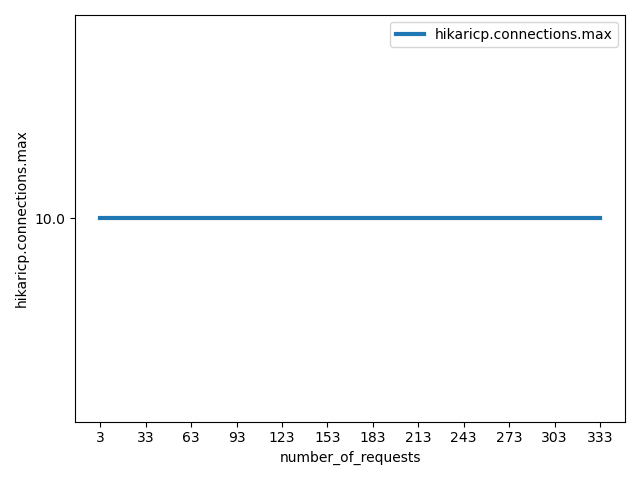 hikaricp.connections.max
hikaricp.connections.max
10.0
3 33 63 93 123 153 183 213 243 273 303 333
number_of_requests